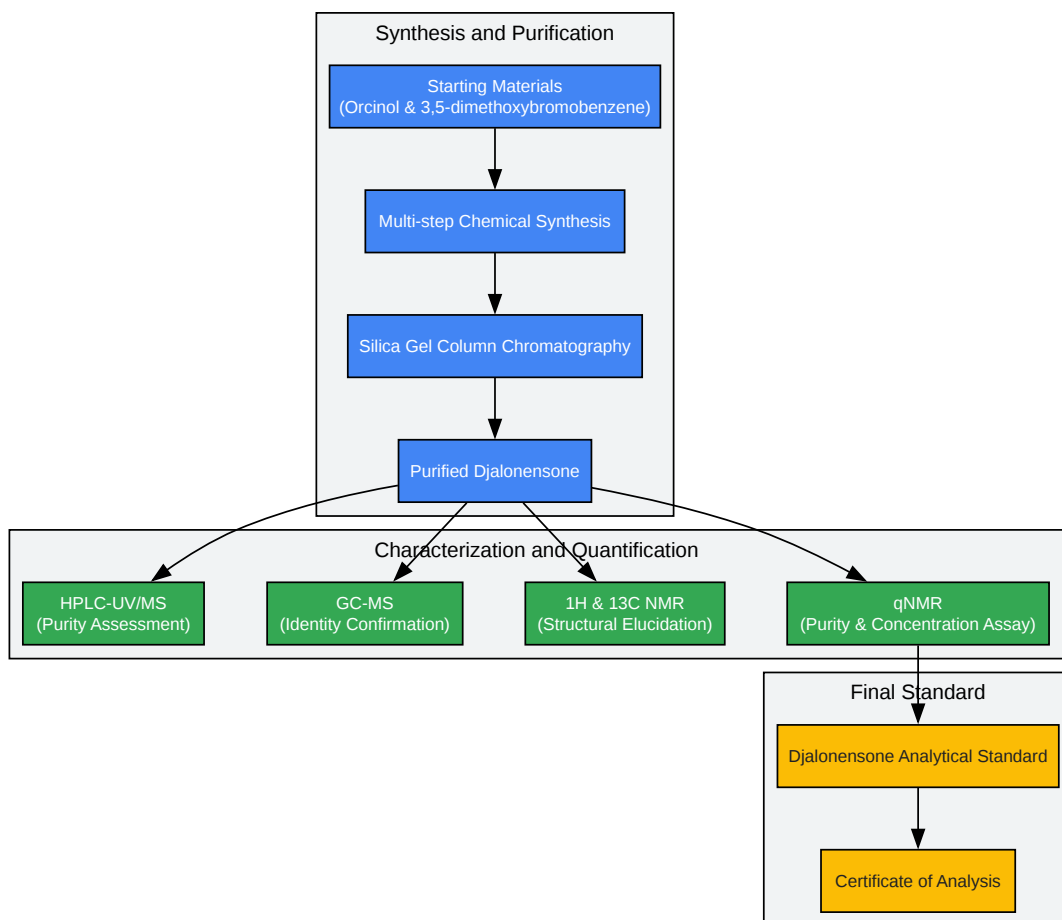 Synthesis and Purification
Starting Materials
(Orcinol & 3,5-dimethoxybromobenzene)
Multi-step Chemical Synthesis
Silica Gel Column Chromatography
Purified Djalonensone
Characterization and Quantification
HPLC-UV/MS
(Purity Assessment)
GC-MS
(Identity Confirmation)
1H & 13C NMR
(Structural Elucidation)
qNMR
(Purity & Concentration Assay)
Final Standard
Djalonensone Analytical Standard
Certificate of Analysis